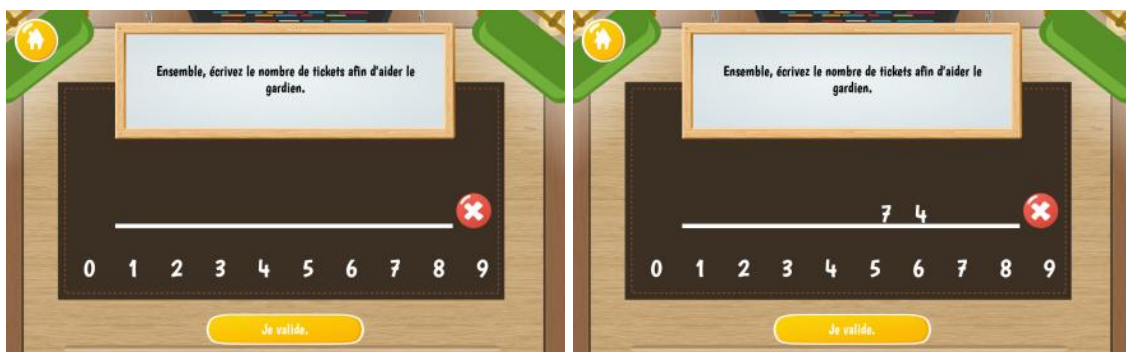 Ensemble, écrivez le nombre de tickets afin d'aider le
gardien.
0 1 2 3 4 5 6 7 8 9
Je valide.
Ensemble, écrivez le nombre de tickets afin d'aider le
gardien.
7 4
0 1 2 3 4 5 6 7 8 9
Je valide.